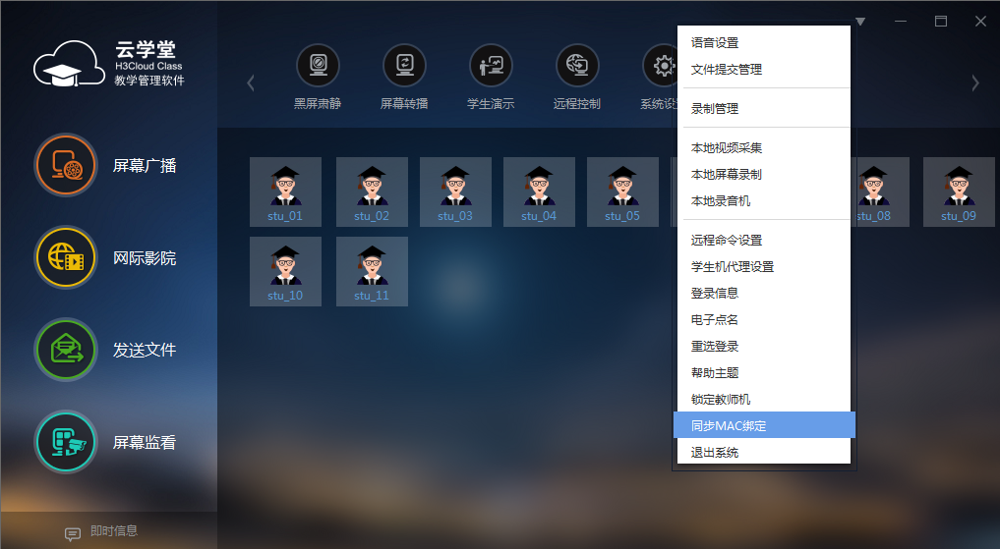 云学堂
H3Cloud Class
教学管理软件
屏幕广播
网际影院
发送文件
屏幕监看
即时信息
黑屏肃静
屏幕转播
学生演示
远程控制
系统设
stu_01
stu_02
stu_03
stu_04
stu_05
stu_08
stu_09
stu_10
stu_11
语音设置
文件提交管理
录制管理
本地视频采集
本地屏幕录制
本地录音机
远程命令设置
学生机代理设置
登录信息
电子点名
重选登录
帮助主题
锁定教师机
同步MAC绑定
退出系统